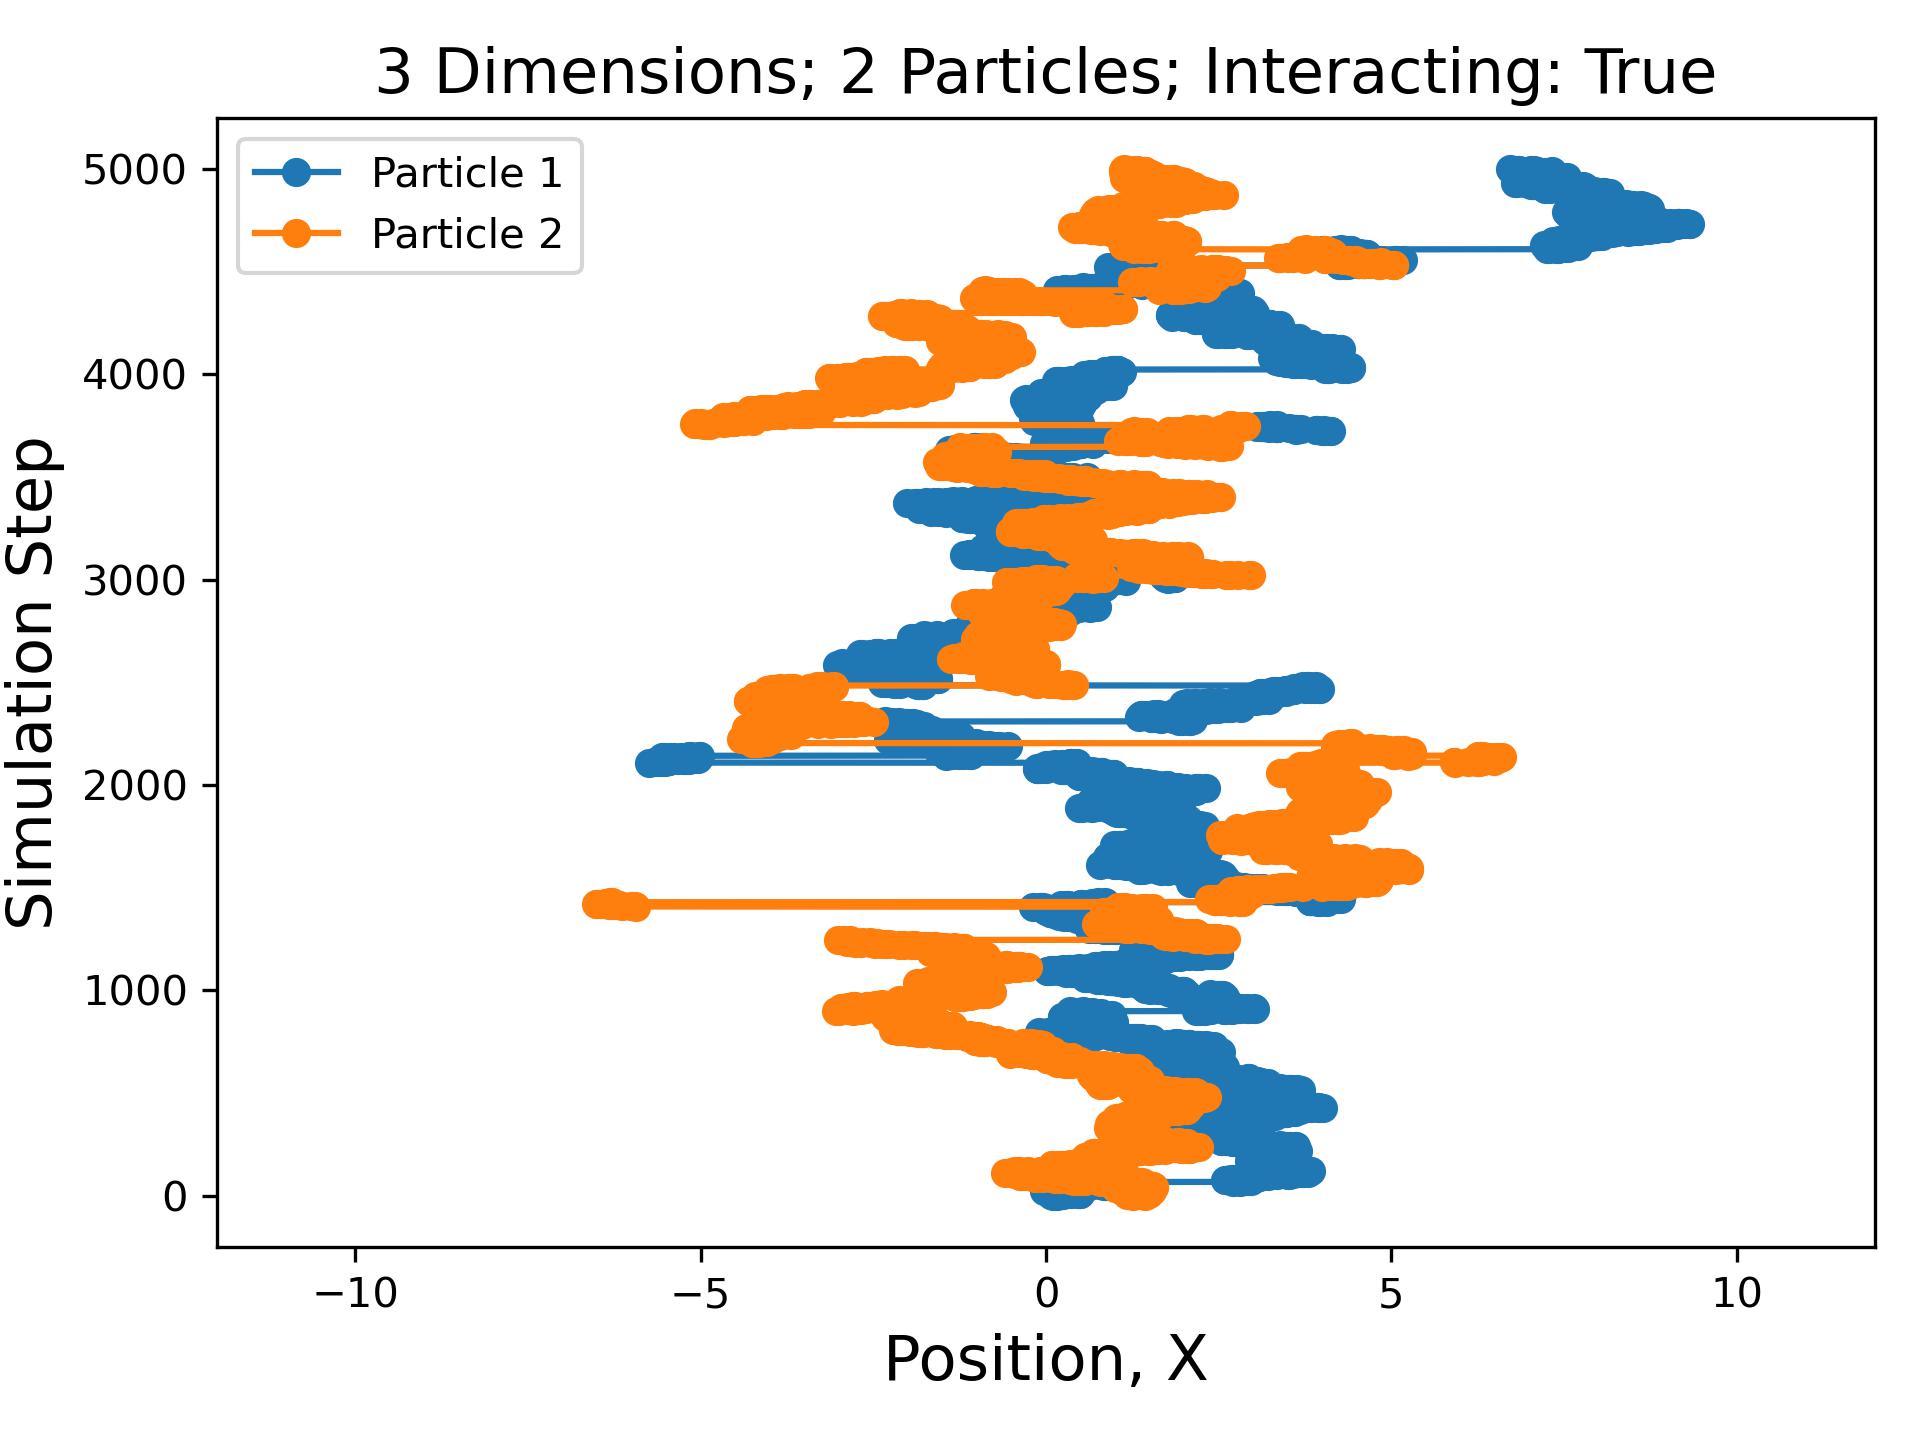 3 Dimensions; 2 Particles; Interacting: True
Particle 1
Particle 2
Simulation Step
5000
4000
3000
2000
1000
0
−10
−5
0
5
10
Position, X